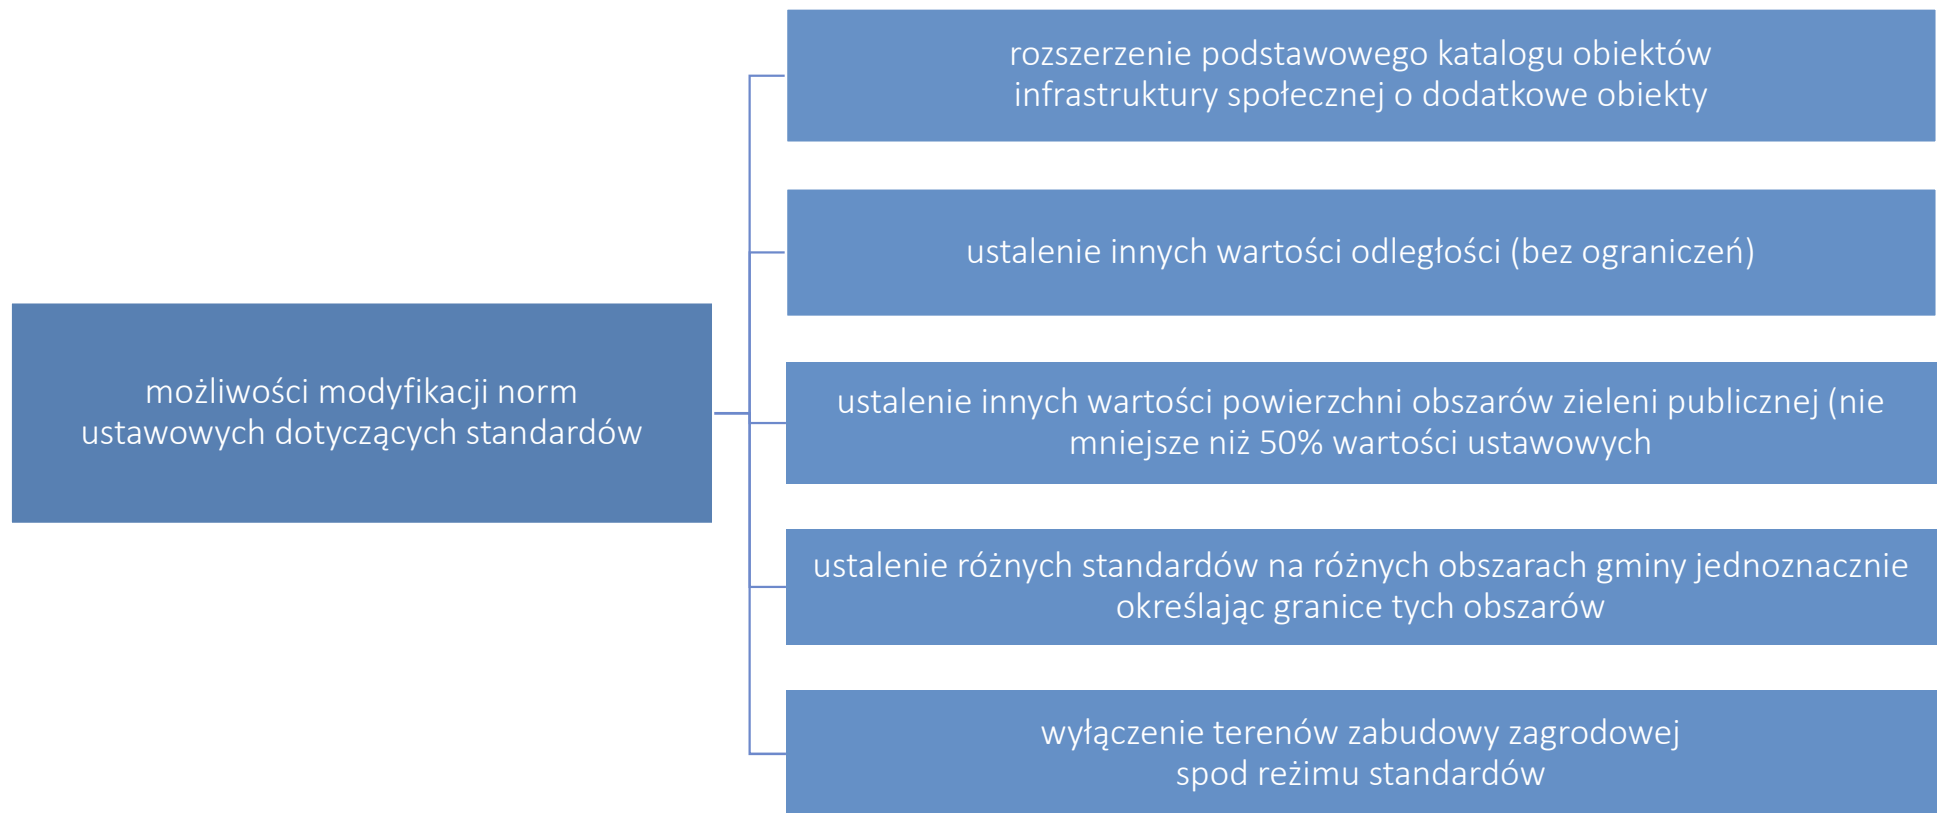 rozszerzenie podstawowego katalogu obiektów
infrastruktury społecznej o dodatkowe obiekty
ustalenie innych wartości odległości (bez ograniczeń)
możliwości modyfikacji norm
ustawowych dotyczących standardów
ustalenie innych wartości powierzchni obszarów zieleni publicznej (nie
mniejsze niż 50% wartości ustawowych
ustalenie różnych standardów na różnych obszarach gminy jednoznacznie
określając granice tych obszarów
wyłączenie terenów zabudowy zagrodowej
spod reżimu standardów